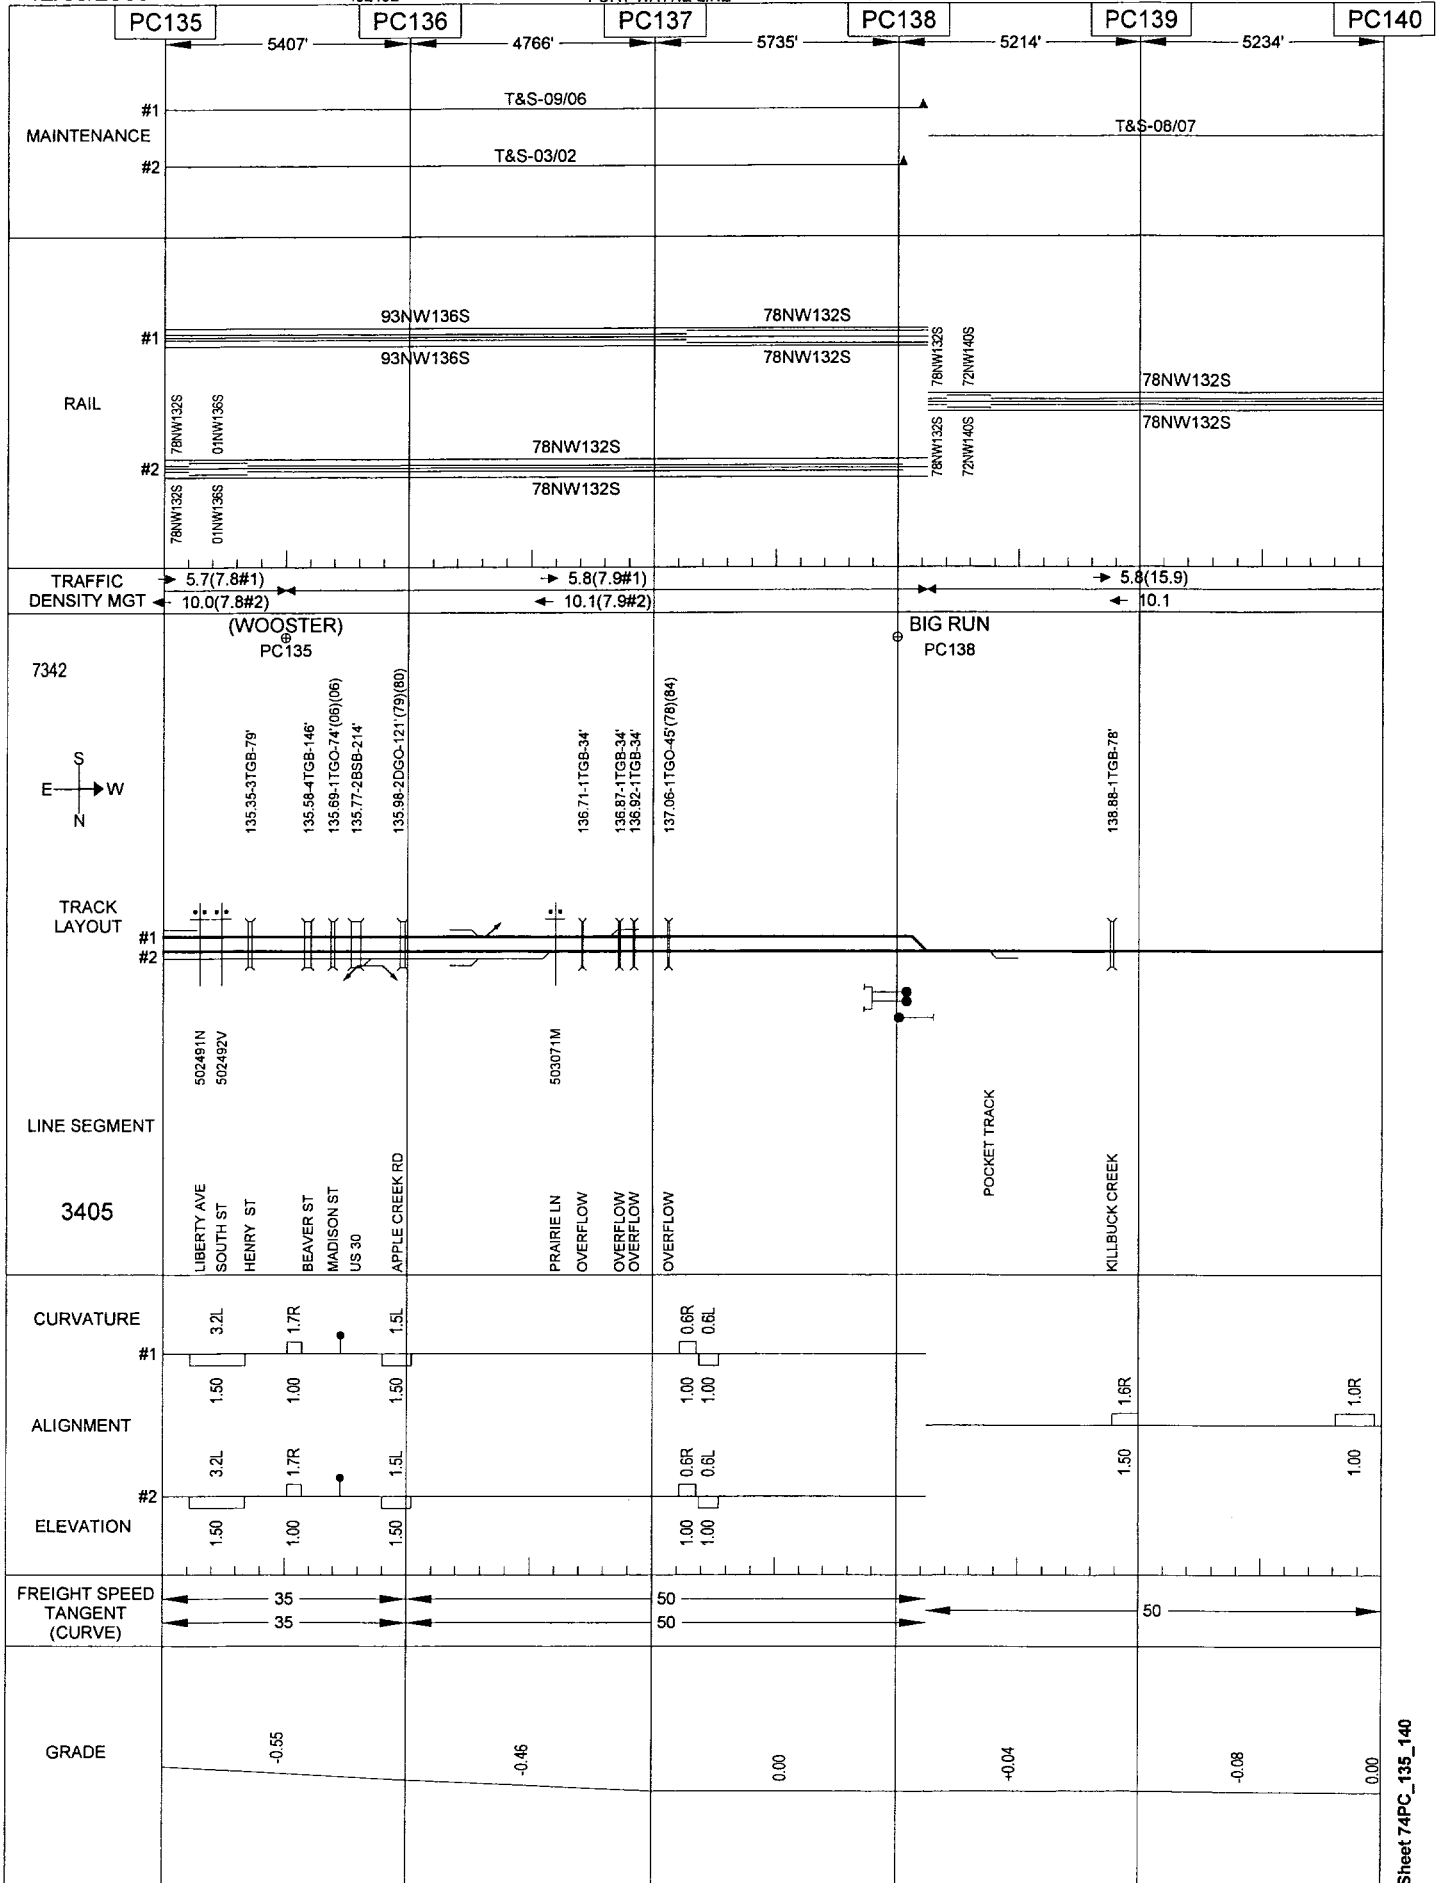 PC135 PC136 PC137 PC138 PC139 PC140
5407' 4766' 5735' 5214' 5234'
MAINTENANCE
#1 T&S-09/06
T&S-08/07
#2 T&S-03/02
RAIL
#1
93NW136S 78NW132S
93NW136S 78NW132S
78NW132S 72NW140S
78NW132S
78NW132S
78NW132S 72NW140S
78NW132S 01NW136S
#2
78NW132S
78NW132S
78NW132S 01NW136S
TRAFFIC
DENSITY MGT
5.7(7.8#1) 5.8(7.9#1) 5.8(15.9)
10.0(7.8#2) 10.1(7.9#2) 10.1
(WOOSTER)
PC135
BIG RUN
PC138
7342
S
E W
N
135.35-3TGB-79'
135.58-4TGB-146'
135.69-1TGO-74'(06)(06)
135.77-2BSB-214'
135.98-2DGO-121'(79)(80)
136.71-1TGB-34'
136.87-1TGB-34'
136.92-1TGB-34'
137.06-1TGO-45'(78)(84)
138.88-1TGB-78'
TRACK
LAYOUT
#1
#2
502491N
502492V
503071M
LINE SEGMENT
3405
LIBERTY AVE
SOUTH ST
HENRY ST
BEAVER ST
MADISON ST
US 30
APPLE CREEK RD
PRAIRIE LN
OVERFLOW
OVERFLOW
OVERFLOW
OVERFLOW
POCKET TRACK
KILLBUCK CREEK
CURVATURE
#1
3.2L 1.7R 1.5L 0.6R 0.6L
1.50 1.00 1.50 1.00 1.00
ALIGNMENT
1.6R 1.0R
1.50 1.00
#2
3.2L 1.7R 1.5L 0.6R 0.6L
1.50 1.00 1.50 1.00 1.00
ELEVATION
FREIGHT SPEED
TANGENT
(CURVE)
35 50 50
35 50
GRADE
-0.55 -0.46 0.00 +0.04 -0.08 0.00
Sheet 74PC_135_140